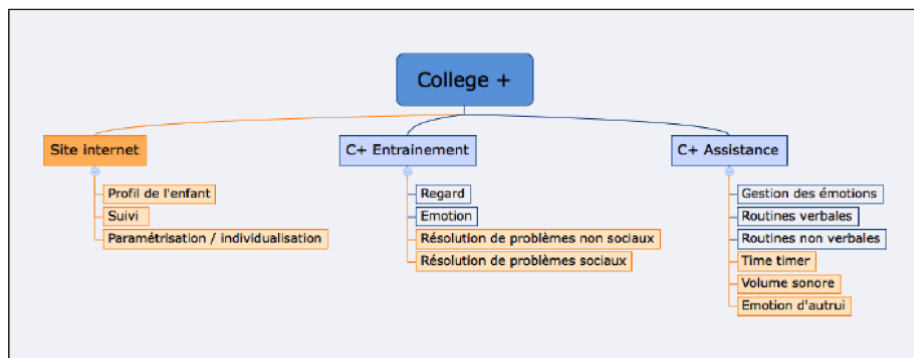 College +
Site internet
Profil de l'enfant
Suivi
Paramétrisation / individualisation
C+ Entrainement
Regard
Emotion
Résolution de problèmes non sociaux
Résolution de problèmes sociaux
C+ Assistance
Gestion des émotions
Routines verbales
Routines non verbales
Time timer
Volume sonore
Emotion d'autrui